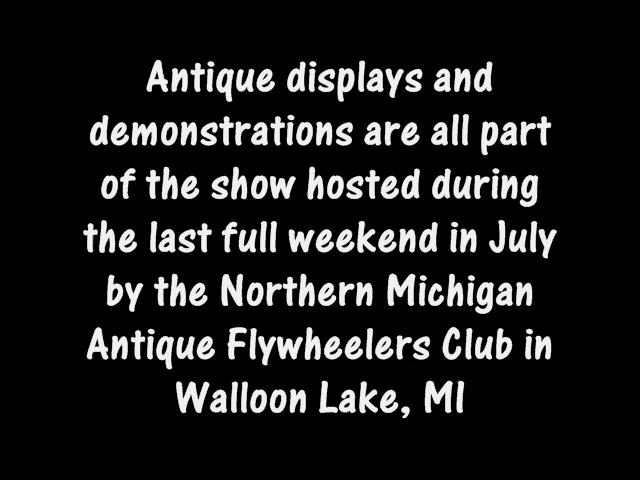 Antique displays and
demonstrations are all part
of the show hosted during
the last full weekend in July
by the Northern Michigan
Antique Flywheelers Club in
Walloon Lake, MI